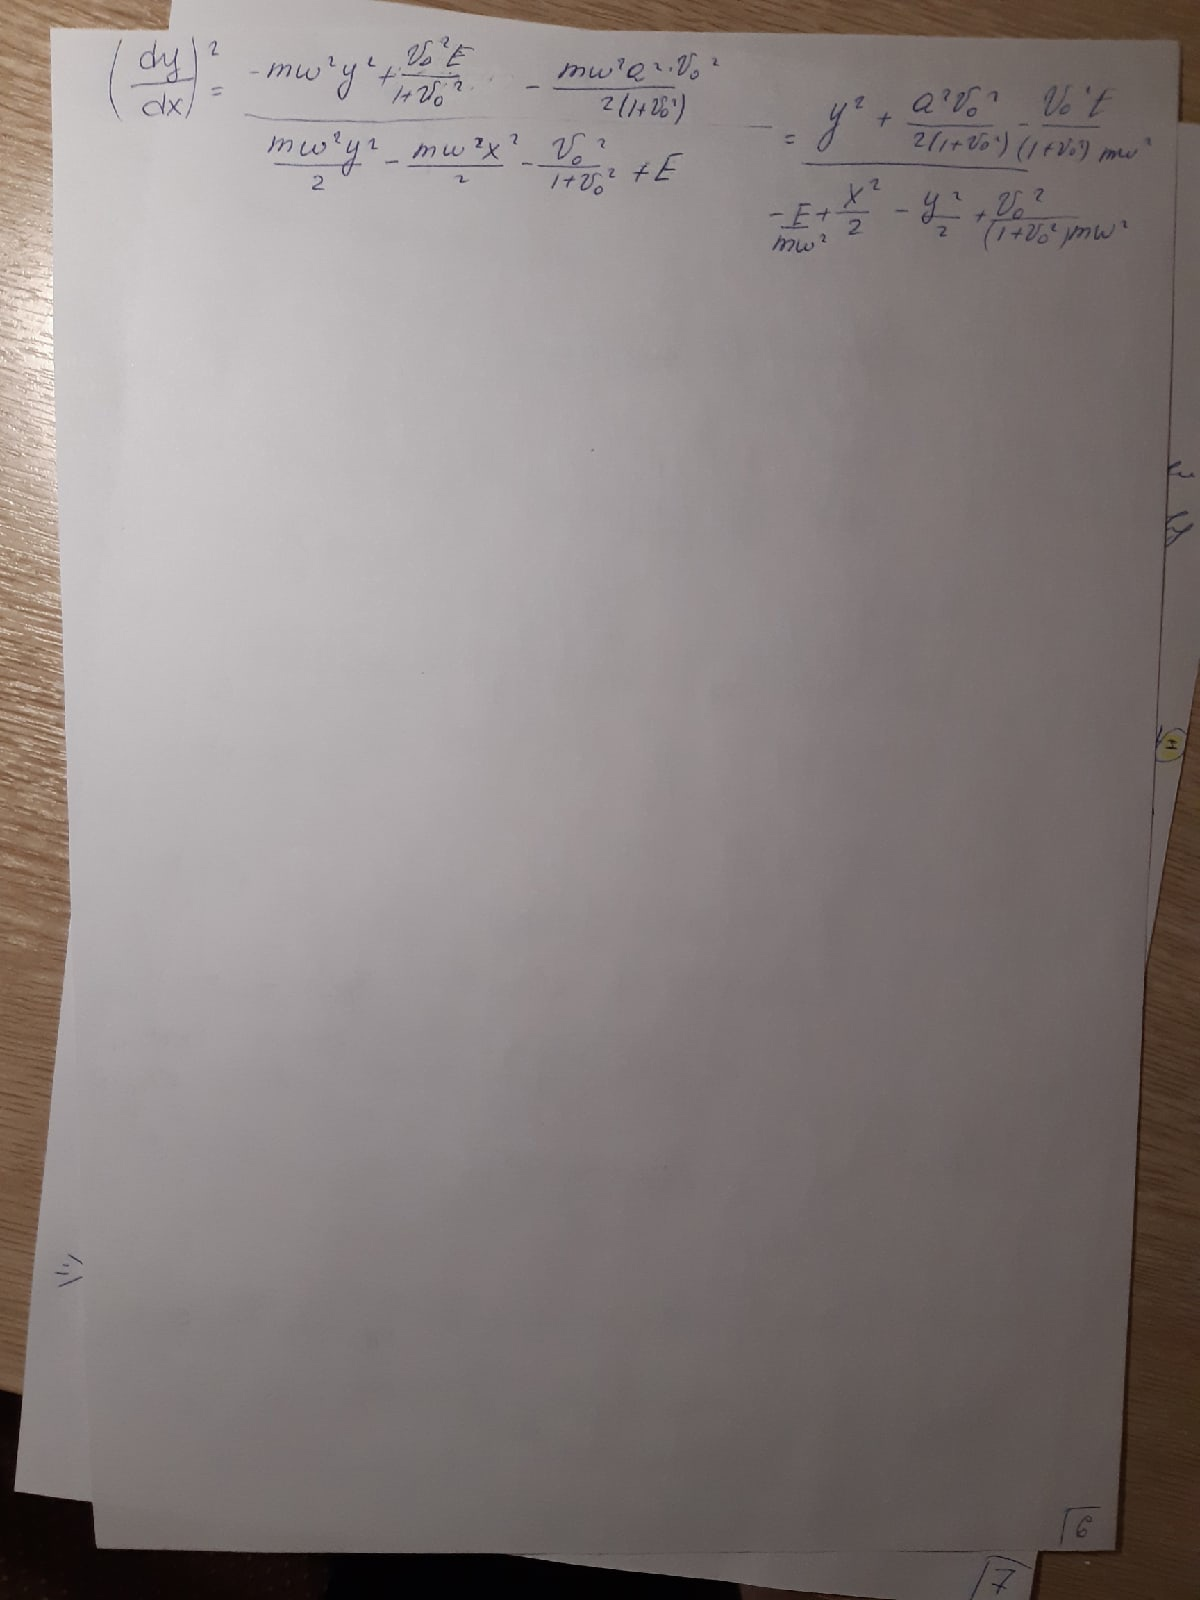 (dy/dx)² = (-mω²y² + v₀²E/(1+v₀²) - mω²a²·v₀²/(2(1+v₀²))) / (mω²y²/2 - mω²x²/2 - v₀²/(1+v₀²) + E) = (y² + a²v₀²/(2(1+v₀²)) - v₀²E/((1+v₀²)mω²)) / (-E/mω² + x²/2 - y²/2 + v₀²/((1+v₀²)mω²))
6
7